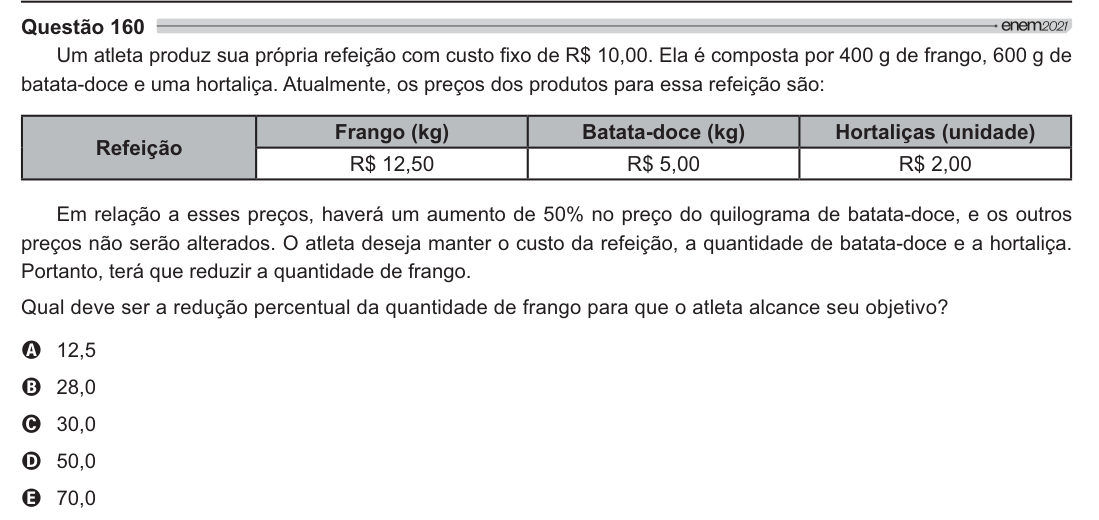 Questão 160
enem2021
Um atleta produz sua própria refeição com custo fixo de R$ 10,00. Ela é composta por 400 g de frango, 600 g de
batata-doce e uma hortaliça. Atualmente, os preços dos produtos para essa refeição são:
Refeição
Frango (kg) Batata-doce (kg) Hortaliças (unidade)
R$ 12,50 R$ 5,00 R$ 2,00
Em relação a esses preços, haverá um aumento de 50% no preço do quilograma de batata-doce, e os outros
preços não serão alterados. O atleta deseja manter o custo da refeição, a quantidade de batata-doce e a hortaliça.
Portanto, terá que reduzir a quantidade de frango.
Qual deve ser a redução percentual da quantidade de frango para que o atleta alcance seu objetivo?
A 12,5
B 28,0
C 30,0
D 50,0
E 70,0